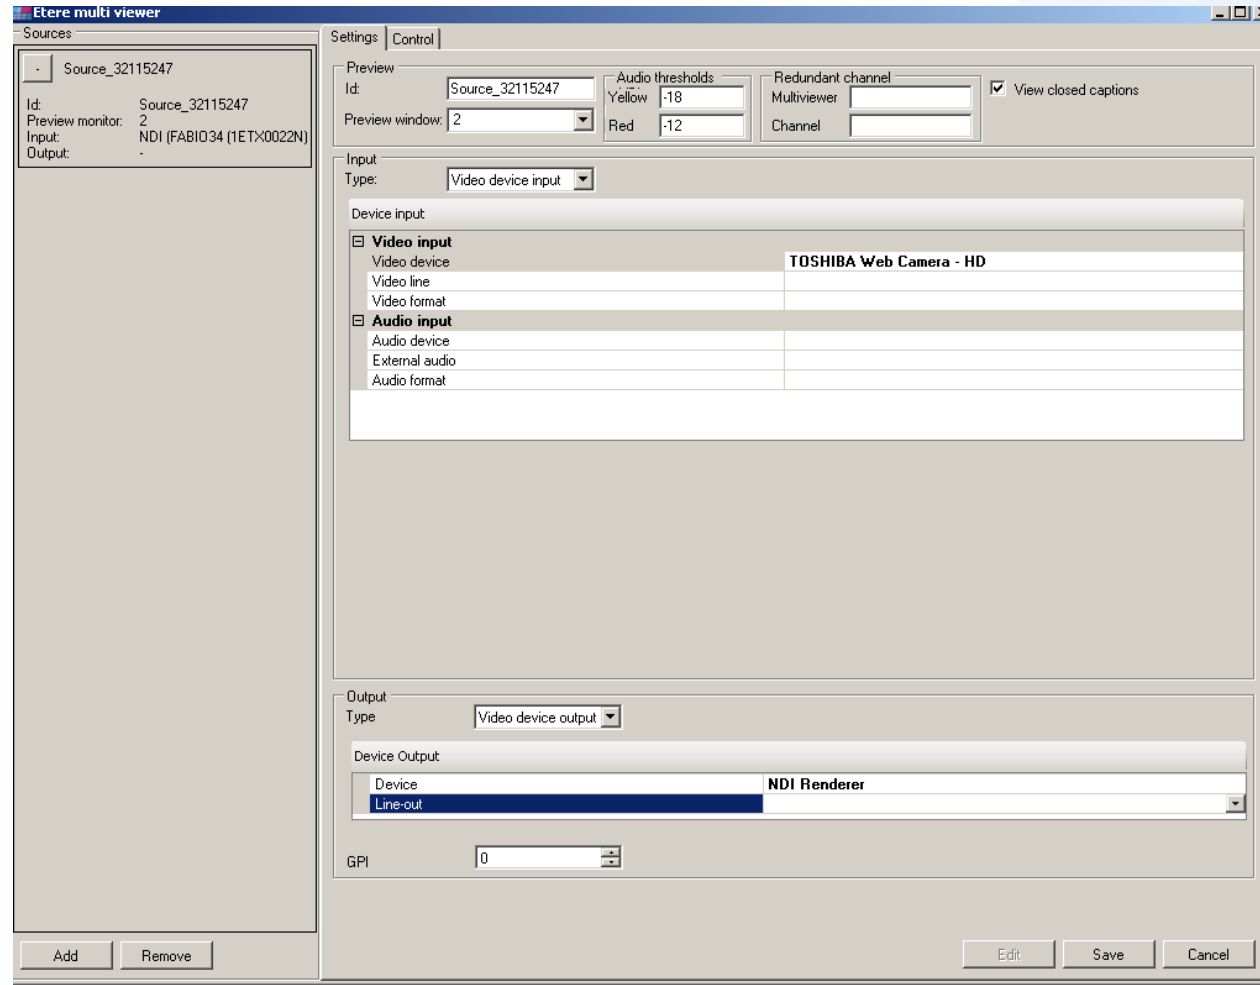 Etere multi viewer
Sources
- Source_32115247
Id: Source_32115247
Preview monitor: 2
Input: NDI (FABIO34 (1ETX0022N)
Output: -
Settings Control
Preview
Id: Source_32115247
Preview window: 2
Audio thresholds
Yellow -18
Red -12
Redundant channel
Multiviewer
Channel
View closed captions
Input
Type: Video device input
Device input
Video input
Video device TOSHIBA Web Camera - HD
Video line
Video format
Audio input
Audio device
External audio
Audio format
Output
Type Video device output
Device Output
Device NDI Renderer
Line-out
GPI 0
Add Remove
Edit Save Cancel